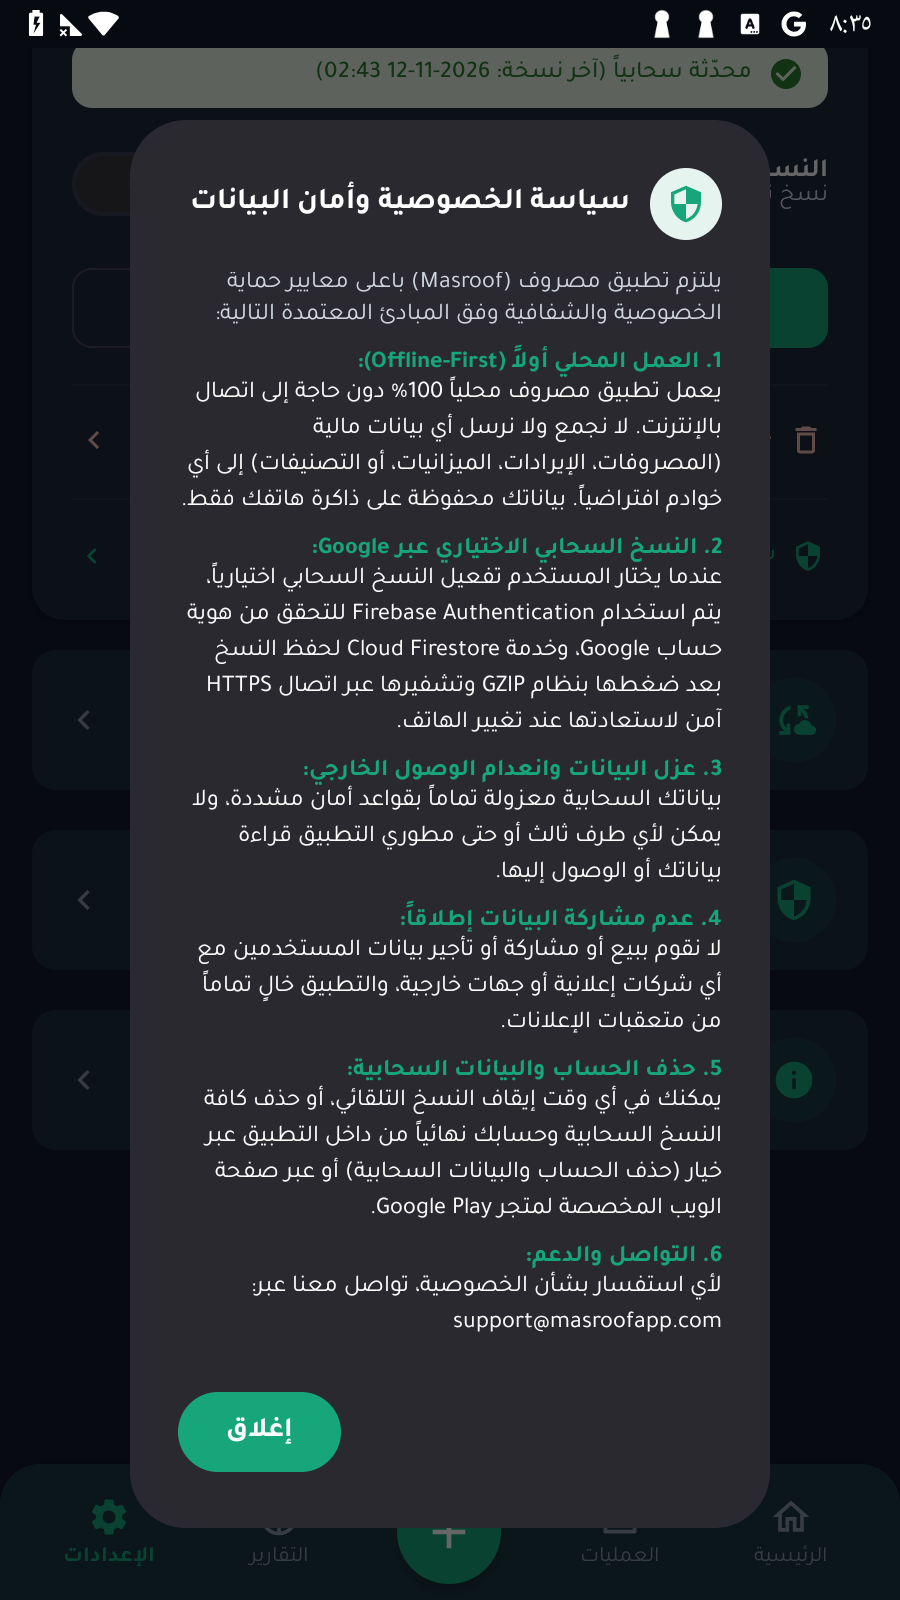 ٨:٣٥
محدّثة سحابياً (آخر نسخة: 2026-11-12 02:43)
سياسة الخصوصية وأمان البيانات
يلتزم تطبيق مصروف (Masroof) باعلى معايير حماية
الخصوصية والشفافية وفق المبادئ المعتمدة التالية:
1. العمل المحلي أولاً (Offline-First):
يعمل تطبيق مصروف محلياً 100% دون حاجة إلى اتصال
بالإنترنت. لا نجمع ولا نرسل أي بيانات مالية
(المصروفات، الإيرادات، الميزانيات، أو التصنيفات) إلى أي
خوادم افتراضياً. بياناتك محفوظة على ذاكرة هاتفك فقط.
2. النسخ السحابي الاختياري عبر Google:
عندما يختار المستخدم تفعيل النسخ السحابي اختيارياً،
يتم استخدام Firebase Authentication للتحقق من هوية
حساب Google، وخدمة Cloud Firestore لحفظ النسخ
بعد ضغطها بنظام GZIP وتشفيرها عبر اتصال HTTPS
آمن لاستعادتها عند تغيير الهاتف.
3. عزل البيانات وانعدام الوصول الخارجي:
بياناتك السحابية معزولة تماماً بقواعد أمان مشددة، ولا
يمكن لأي طرف ثالث أو حتى مطوري التطبيق قراءة
بياناتك أو الوصول إليها.
4. عدم مشاركة البيانات إطلاقاً:
لا نقوم ببيع أو مشاركة أو تأجير بيانات المستخدمين مع
أي شركات إعلانية أو جهات خارجية، والتطبيق خالٍ تماماً
من متعقبات الإعلانات.
5. حذف الحساب والبيانات السحابية:
يمكنك في أي وقت إيقاف النسخ التلقائي، أو حذف كافة
النسخ السحابية وحسابك نهائياً من داخل التطبيق عبر
خيار (حذف الحساب والبيانات السحابية) أو عبر صفحة
الويب المخصصة لمتجر Google Play.
6. التواصل والدعم:
لأي استفسار بشأن الخصوصية، تواصل معنا عبر:
support@masroofapp.com
إغلاق
الرئيسية
العمليات
التقارير
الإعدادات